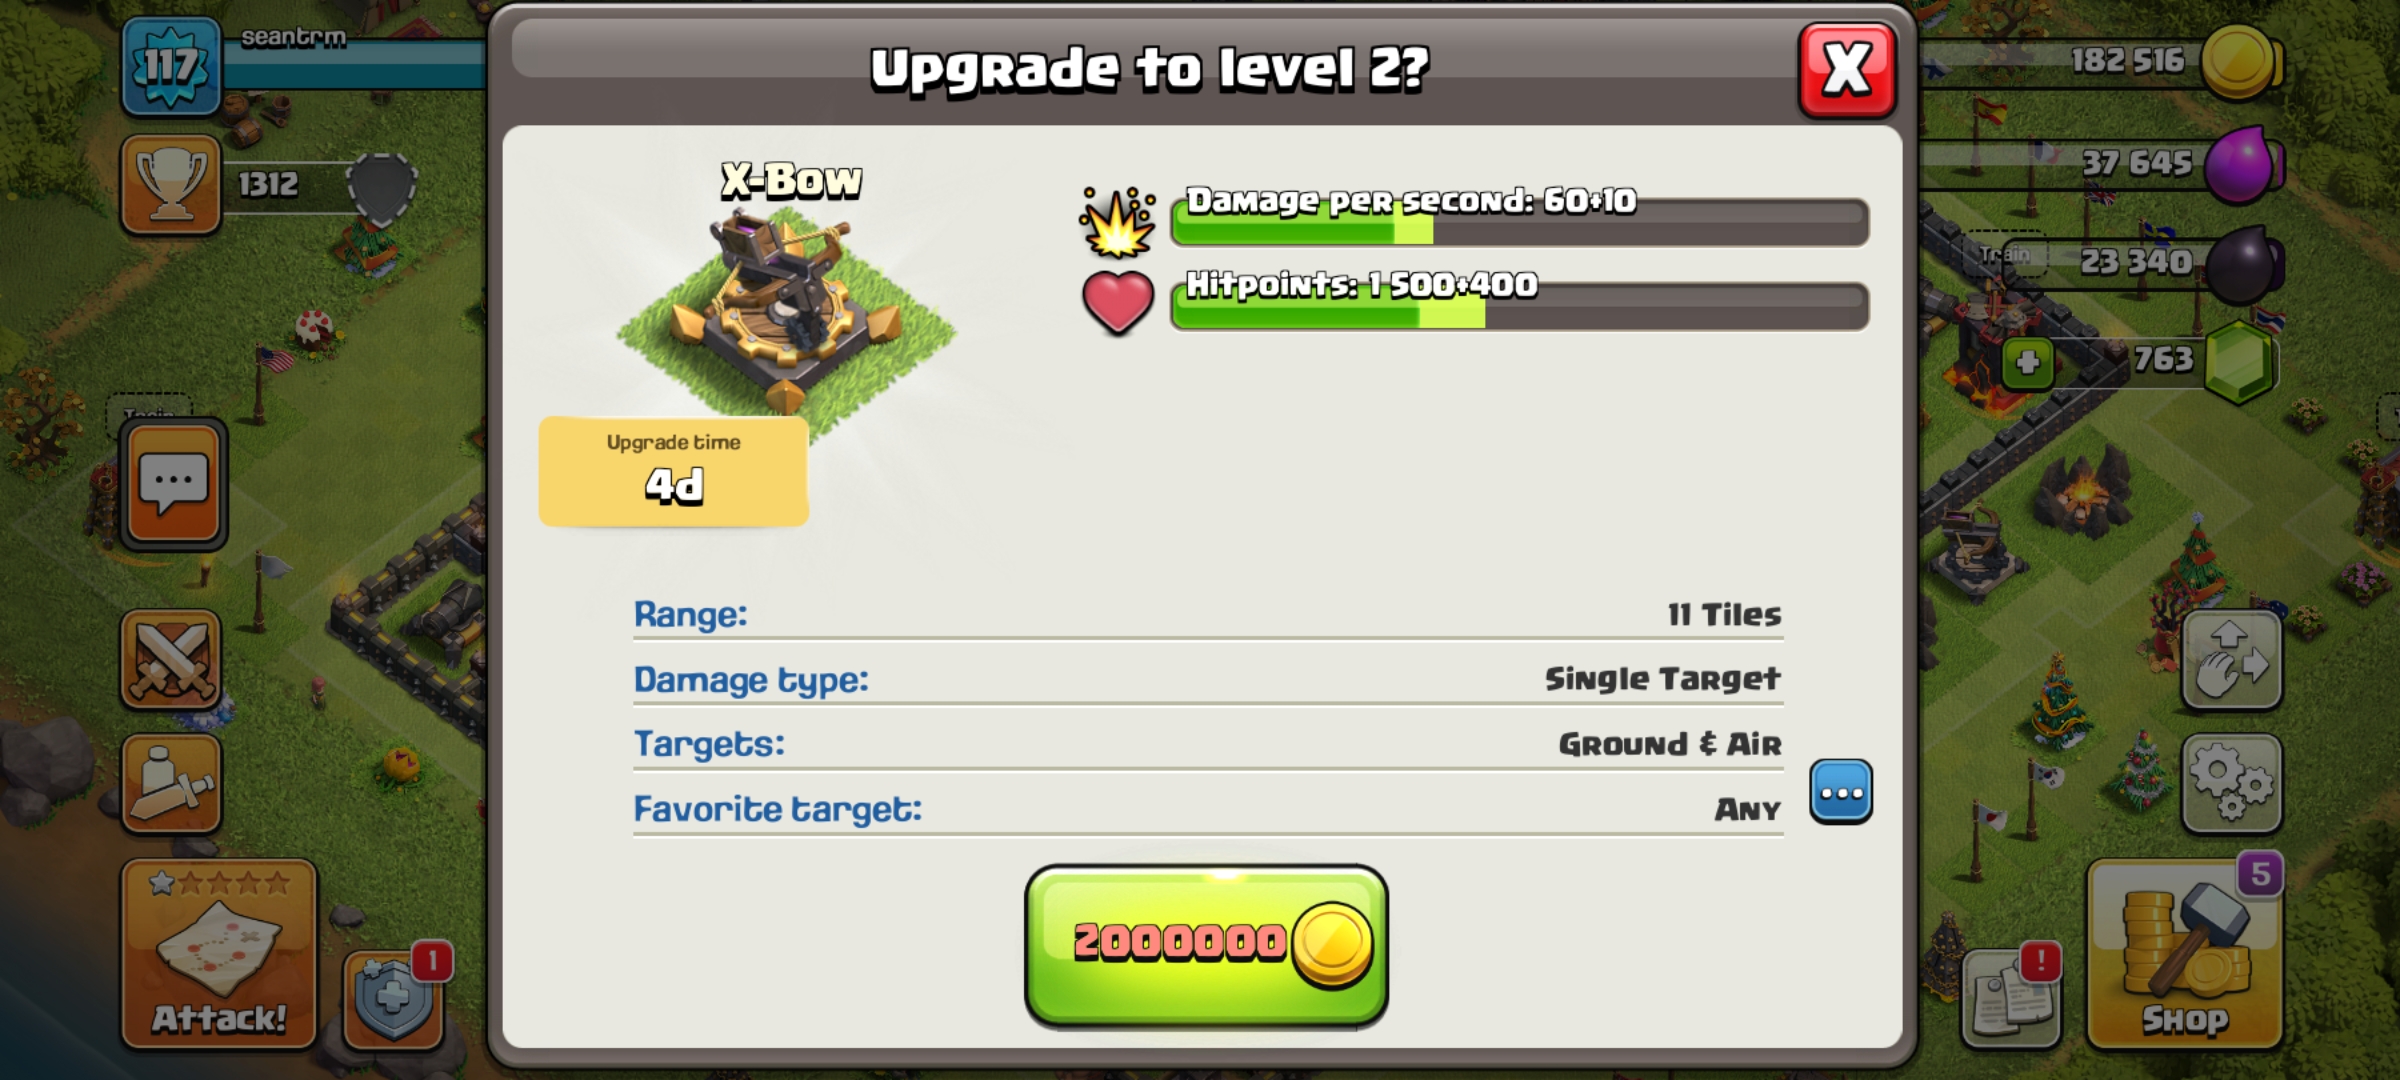 117
seantrm
1312
Upgrade to level 2?
X
182 516
37 645
23 340
763
Train
Train
X-Bow
Damage per second: 60+10
Hitpoints: 1 500+400
Upgrade time
4d
Range: 11 Tiles
Damage type: Single Target
Targets: Ground & Air
Favorite target: Any
2000000
Attack!
1
!
5
Shop